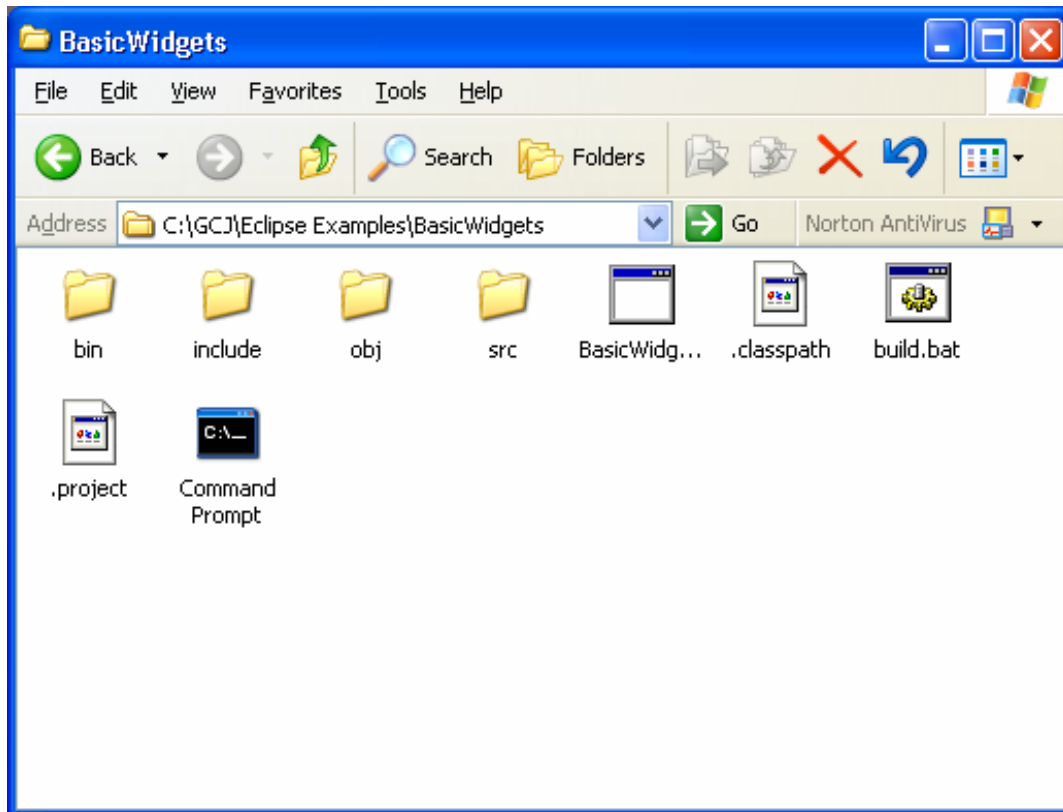 BasicWidgets
File Edit View Favorites Tools Help
Back Search Folders
Address C:\GCJ\Eclipse Examples\BasicWidgets Go Norton AntiVirus
bin include obj src BasicWidg... .classpath build.bat
C:\_
.project Command
Prompt